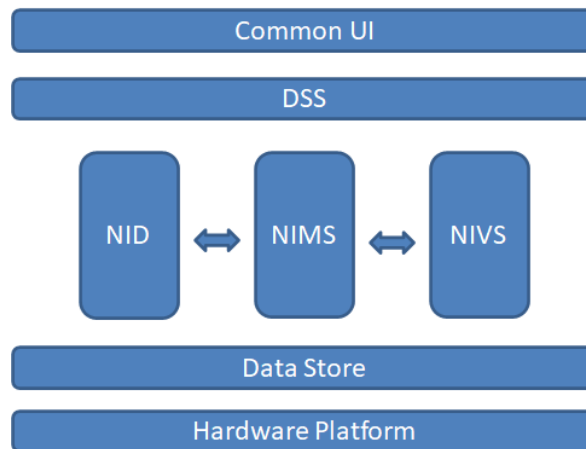 Common UI
DSS
NID
NIMS
NIVS
Data Store
Hardware Platform